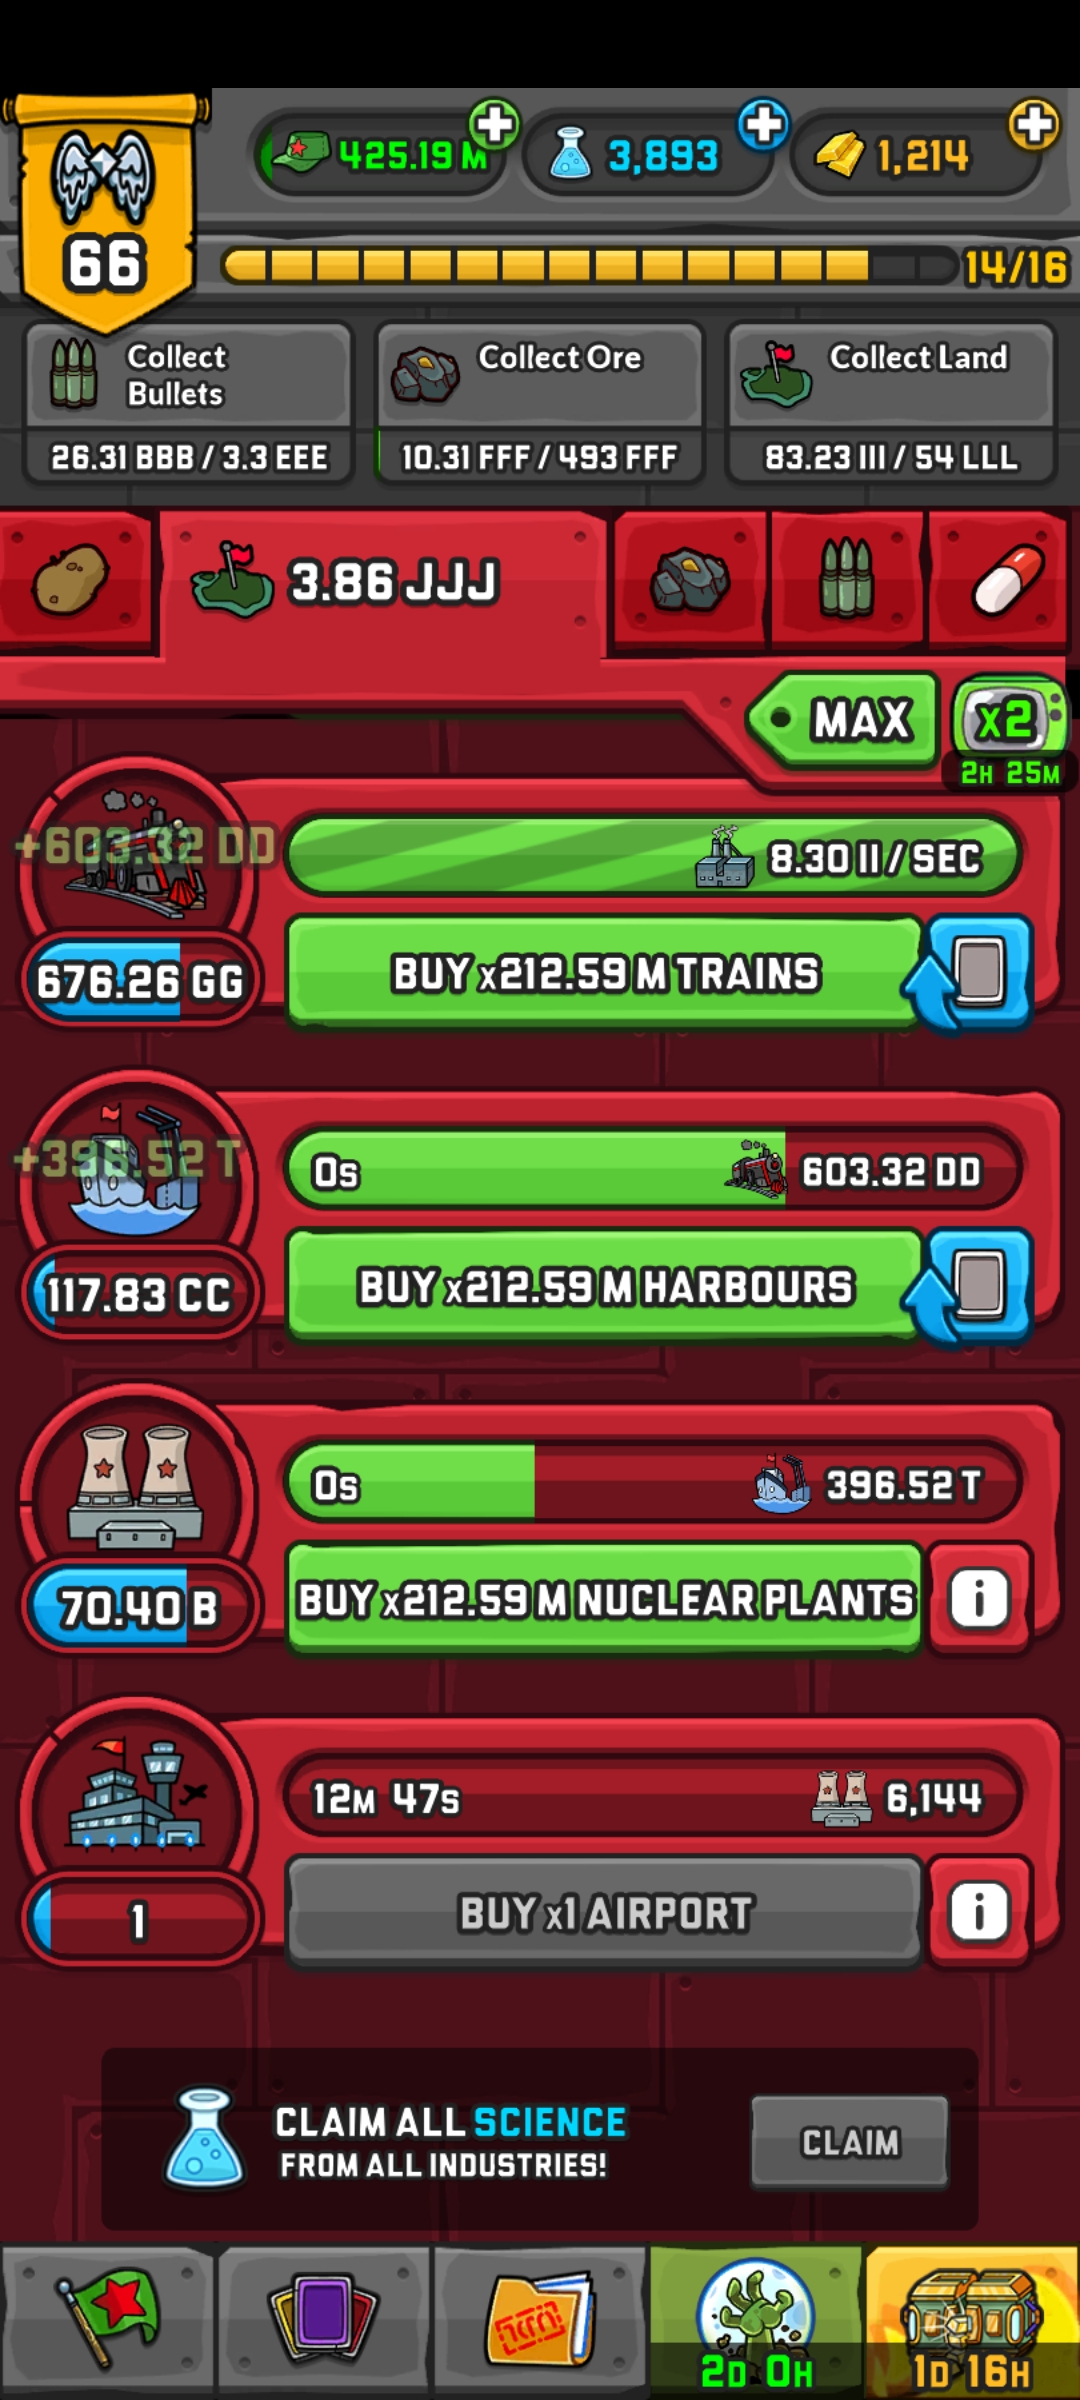 425.19 M
3,893
1,214
66
14/16
Collect
Bullets
26.31 BBB / 3.3 EEE
Collect Ore
10.31 FFF / 493 FFF
Collect Land
83.23 III / 54 LLL
3.86 JJJ
MAX
x2
2H 25M
+603.32 DD
8.30 II / SEC
676.26 GG
BUY x212.59 M TRAINS
+396.52 T
0s
603.32 DD
117.83 CC
BUY x212.59 M HARBOURS
0s
396.52 T
70.40 B
BUY x212.59 M NUCLEAR PLANTS
i
12M 47s
6,144
1
BUY x1 AIRPORT
i
CLAIM ALL SCIENCE
FROM ALL INDUSTRIES!
CLAIM
2D 0H
1D 16H